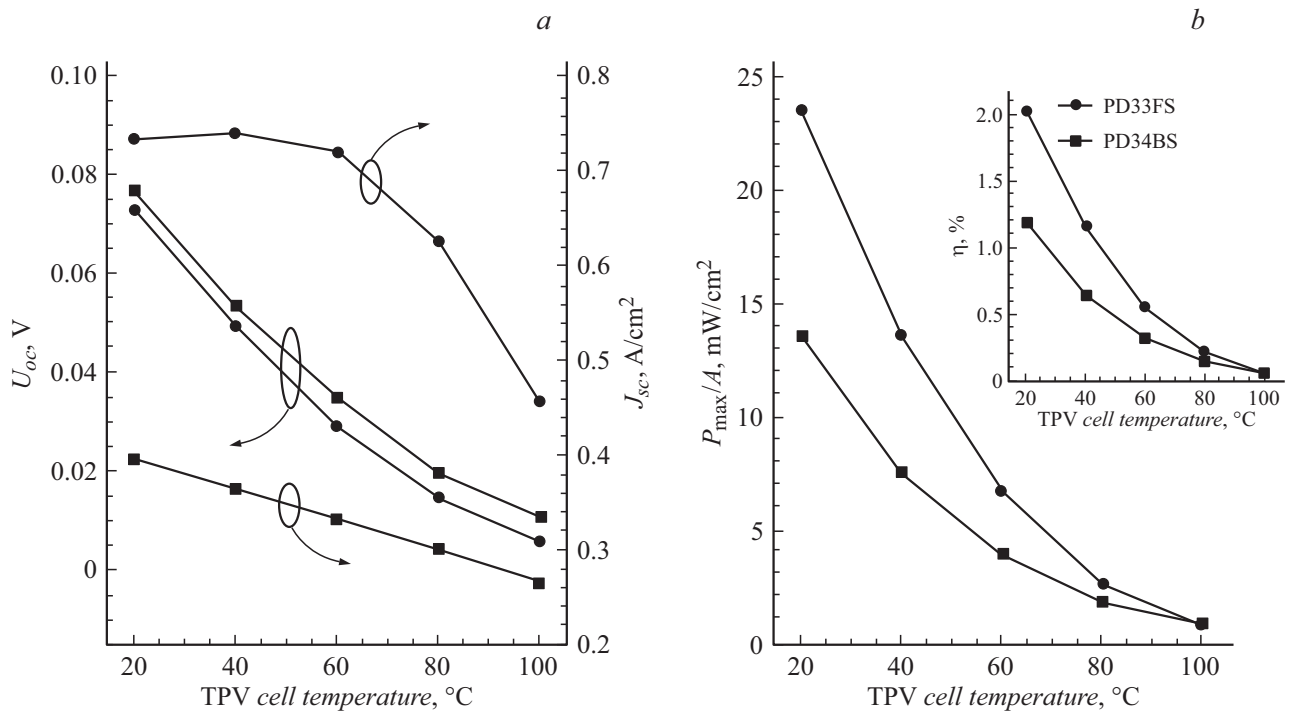 a
0.10
0.08
0.06
0.04
0.02
0
U_oc, V
0.8
0.7
0.6
0.5
0.4
0.3
0.2
J_sc, A/cm²
20 40 60 80 100
TPV cell temperature, °C
b
25
20
15
10
5
0
P_max/A, mW/cm²
20 40 60 80 100
TPV cell temperature, °C
PD33FS
PD34BS
2.0
1.5
1.0
0.5
0
η, %
20 40 60 80 100
TPV cell temperature, °C